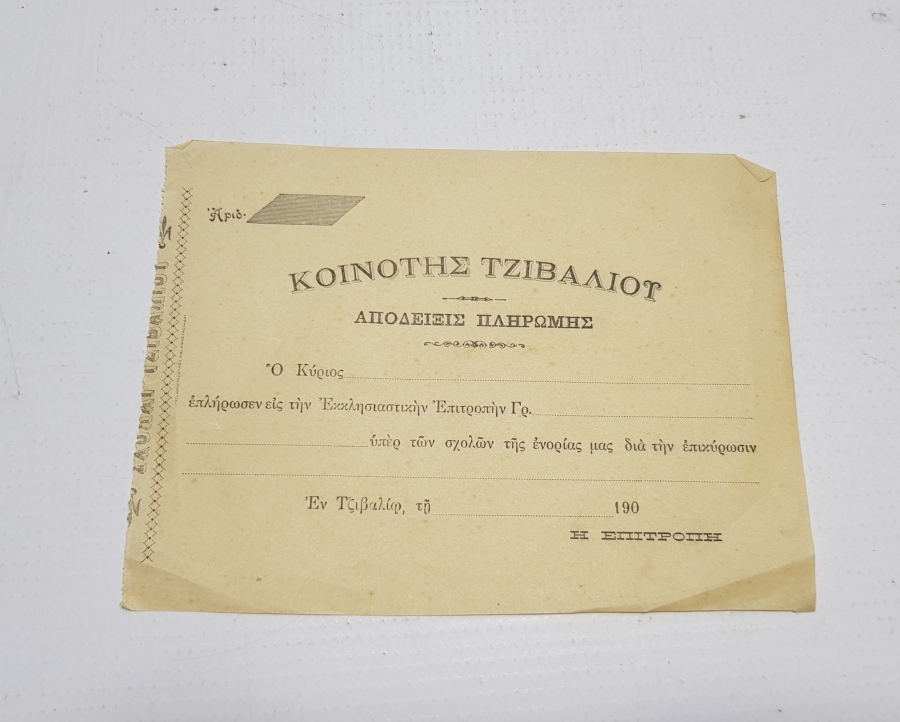 Ἀριθ.
ΚΟΙΝΟΤΗΣ ΤΖΙΒΑΛΙΟΥ
ΑΠΟΔΕΙΞΙΣ ΠΛΗΡΩΜΗΣ
Ὁ Κύριος
ἐπλήρωσεν εἰς τὴν Ἐκκλησιαστικὴν Ἐπιτροπὴν Γρ.
ὑπὲρ τῶν σχολῶν τῆς ἐνορίας μας διὰ τὴν ἐπικύρωσιν
Ἐν Τζιβαλίῳ, τῇ 190
Η ΕΠΙΤΡΟΠΗ